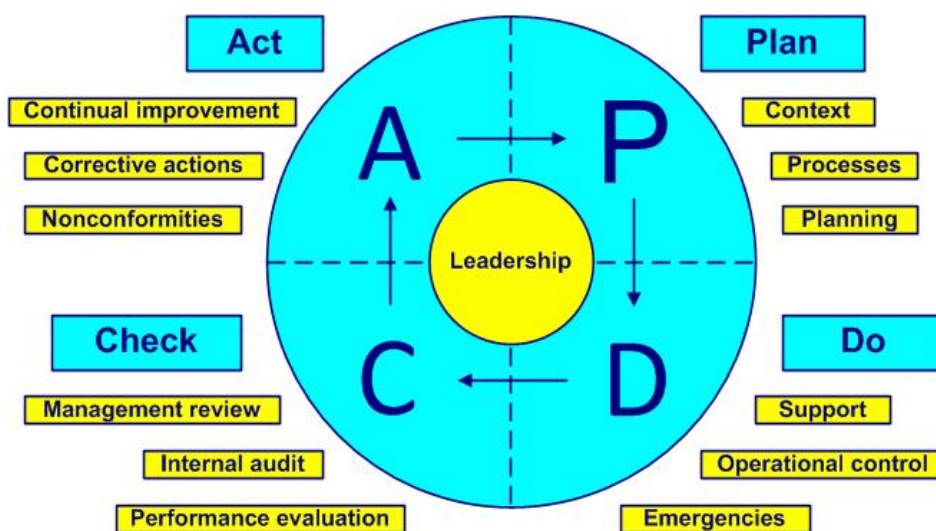 Act
Plan
Continual improvement
Corrective actions
Nonconformities
A
P
Context
Processes
Planning
Leadership
Check
Do
C
D
Management review
Internal audit
Performance evaluation
Support
Operational control
Emergencies